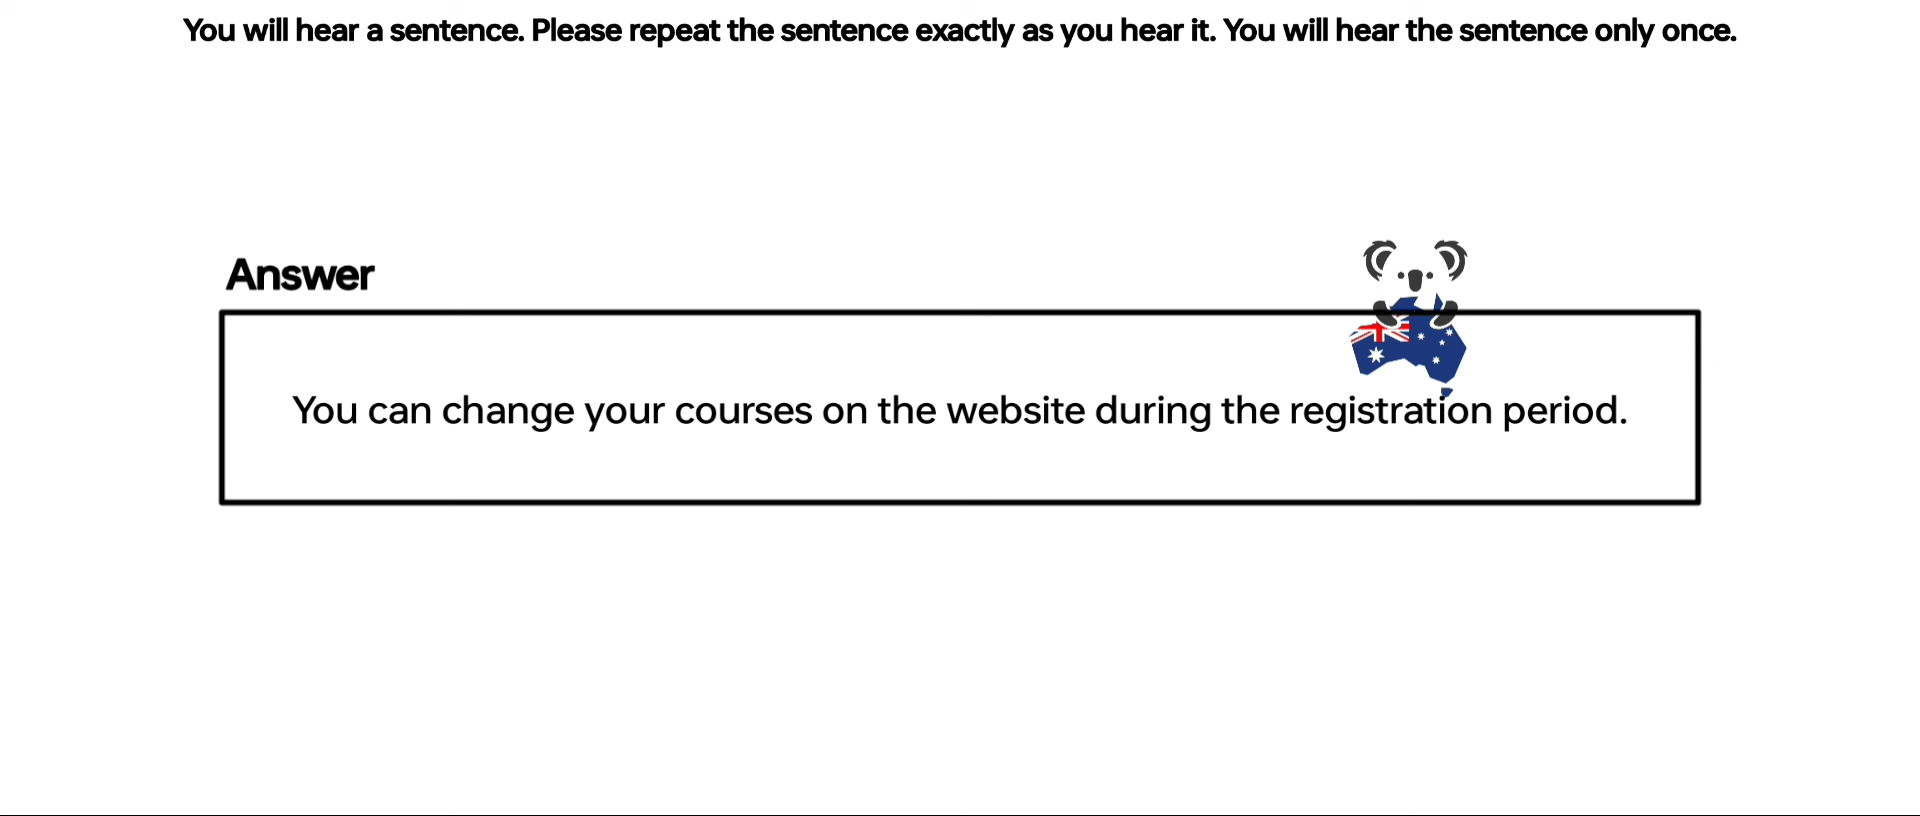 You will hear a sentence. Please repeat the sentence exactly as you hear it. You will hear the sentence only once.
Answer
You can change your courses on the website during the registration period.